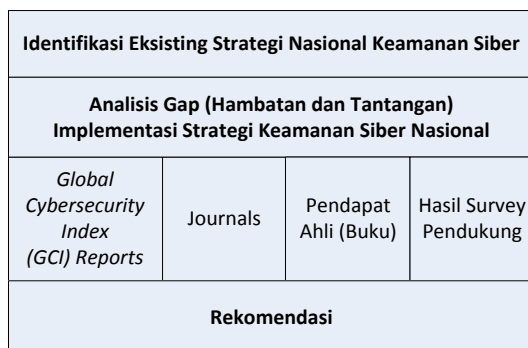 Identifikasi Eksisting Strategi Nasional Keamanan Siber
Analisis Gap (Hambatan dan Tantangan)
Implementasi Strategi Keamanan Siber Nasional
Global
Cybersecurity
Index
(GCI) Reports
Journals
Pendapat
Ahli (Buku)
Hasil Survey
Pendukung
Rekomendasi